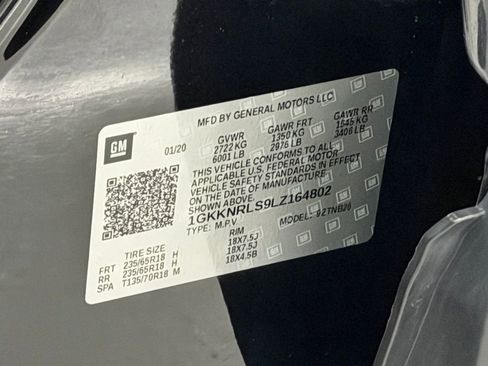 MFD BY GENERAL MOTORS LLC
GM
01/20
GVWR GAWR FRT GAWR RR
2722 KG 1350 KG 1545 KG
6001 LB 2976 LB 3406 LB
THIS VEHICLE CONFORMS TO ALL
APPLICABLE U.S. FEDERAL MOTOR
VEHICLE SAFETY STANDARDS IN EFFECT
ON THE DATE OF MANUFACTURE
SHOWN ABOVE.
1GKKNRLS9LZ164802
TYPE: M.P.V. MODEL: 92TNB26
TIRE SIZE RIM
FRT 235/65R18 H 18X7.5J
RR 235/65R18 H 18X7.5J
SPA T135/70R18 M 18X4.5B